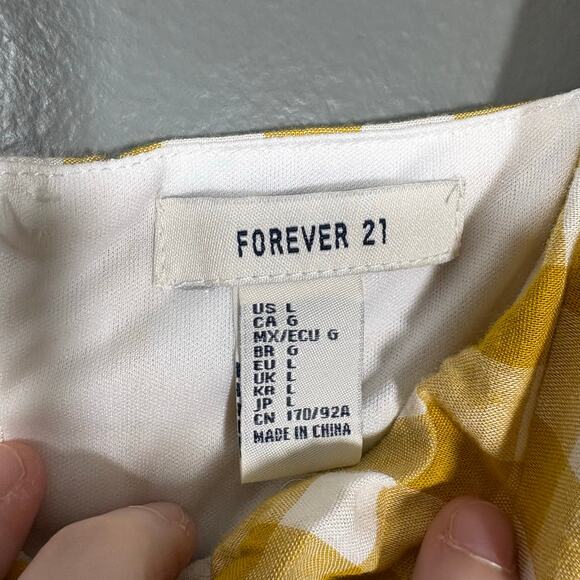 FOREVER 21
US L
CA G
MX/ECU G
BR G
EU L
UK L
KR L
JP L
CN 170/92A
MADE IN CHINA